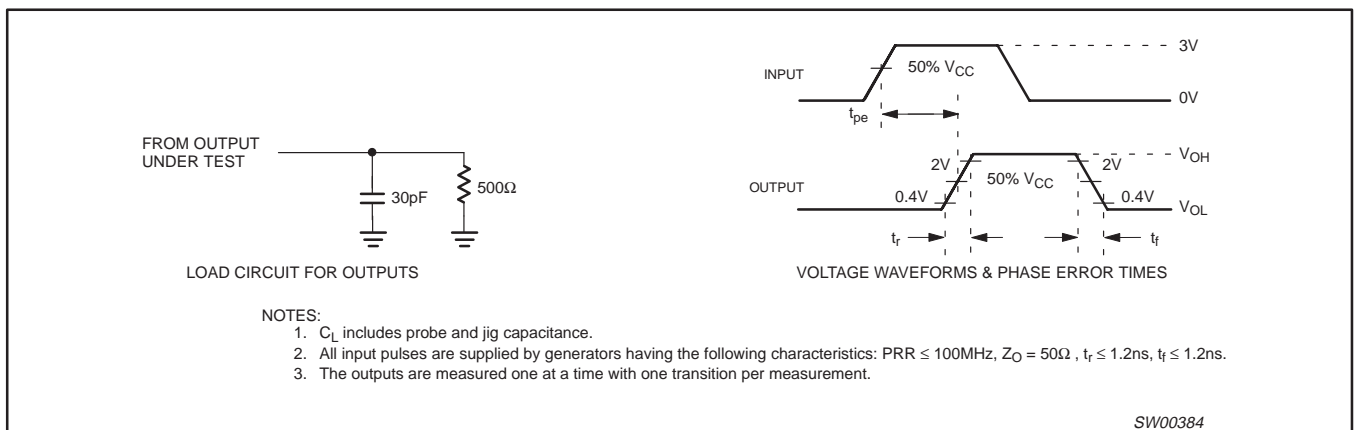 FROM OUTPUT
UNDER TEST
30pF
500Ω
LOAD CIRCUIT FOR OUTPUTS
INPUT
50% VCC
3V
0V
tpe
OUTPUT
2V
50% VCC
2V
VOH
0.4V
0.4V
VOL
tr
tf
VOLTAGE WAVEFORMS & PHASE ERROR TIMES
NOTES:
1. CL includes probe and jig capacitance.
2. All input pulses are supplied by generators having the following characteristics: PRR ≤ 100MHz, ZO = 50Ω , tr ≤ 1.2ns, tf ≤ 1.2ns.
3. The outputs are measured one at a time with one transition per measurement.
SW00384